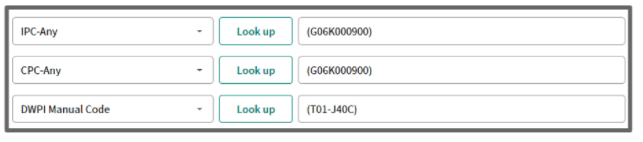 IPC-Any Look up (G06K000900)
CPC-Any Look up (G06K000900)
DWPI Manual Code Look up (T01-J40C)